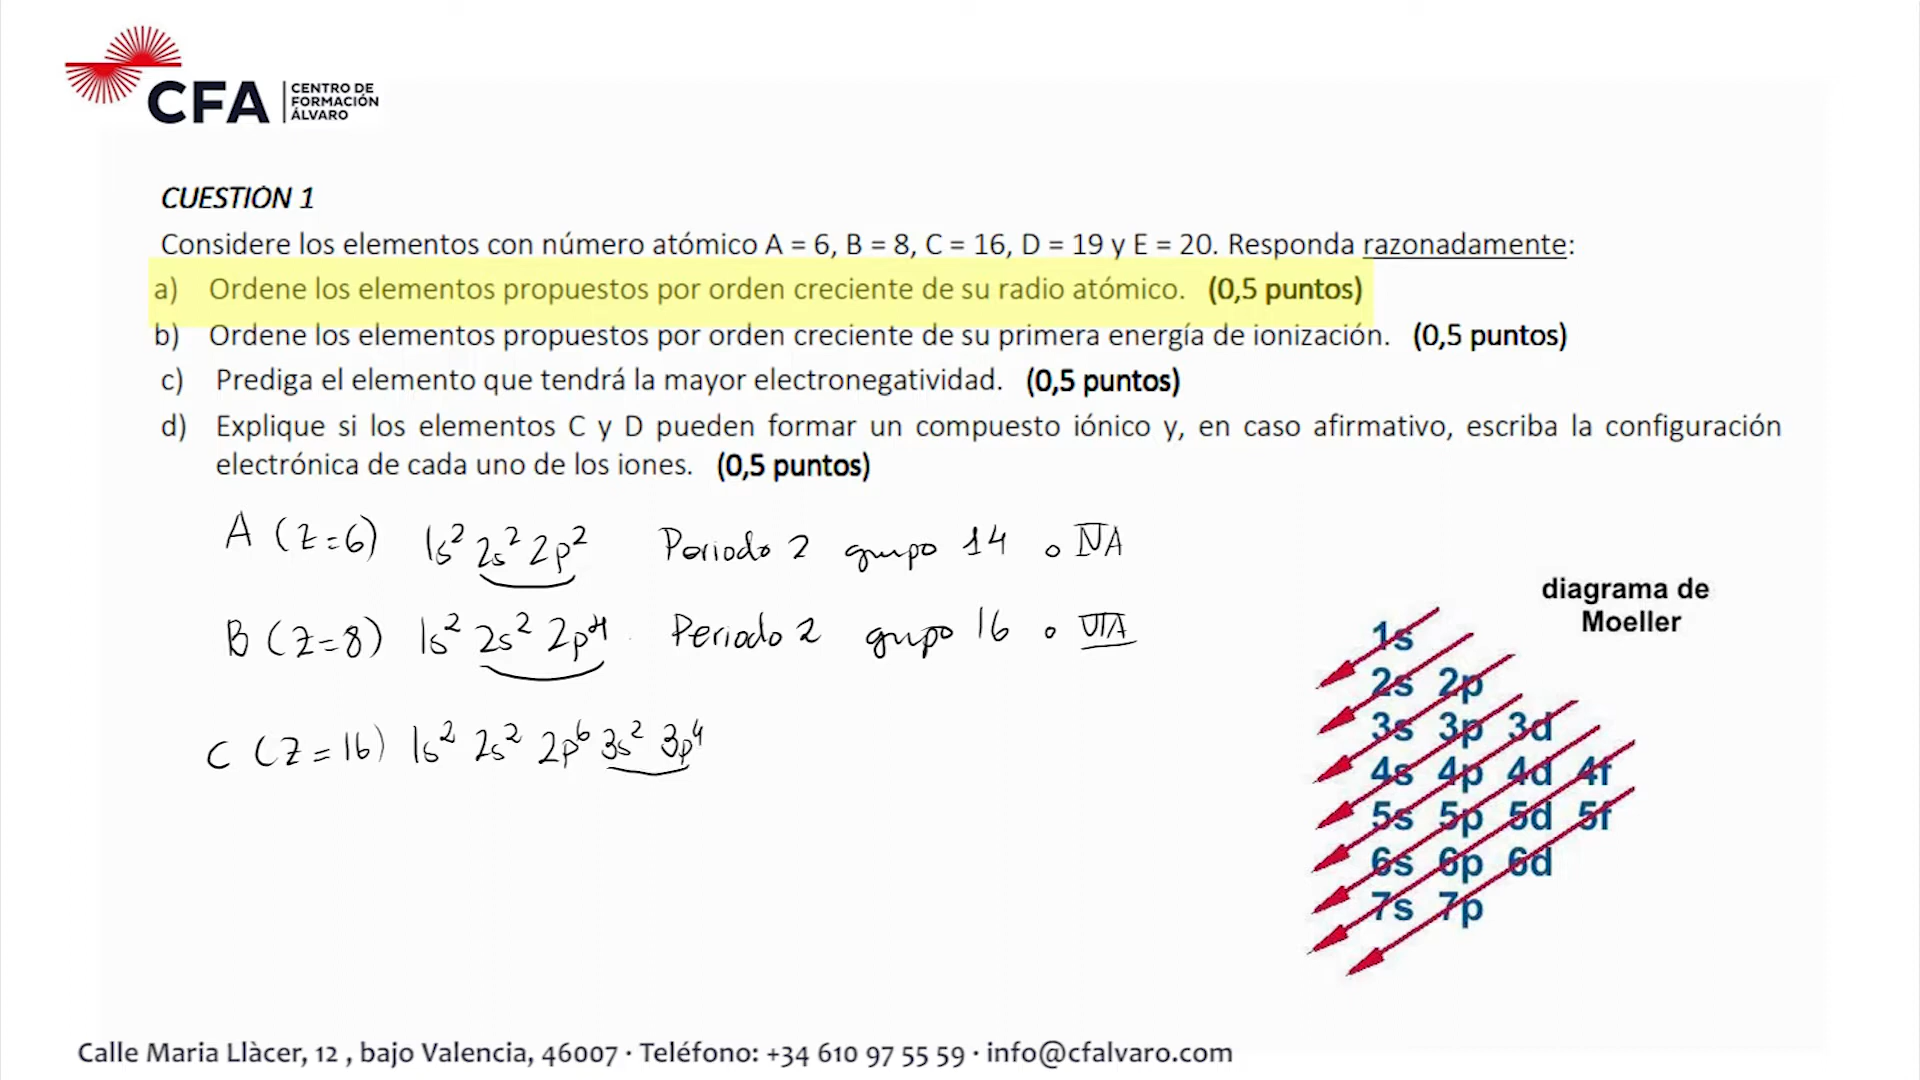 CFA
CENTRO DE
FORMACIÓN
ÁLVARO
CUESTIÓN 1
Considere los elementos con número atómico A = 6, B = 8, C = 16, D = 19 y E = 20. Responda razonadamente:
a) Ordene los elementos propuestos por orden creciente de su radio atómico. (0,5 puntos)
b) Ordene los elementos propuestos por orden creciente de su primera energía de ionización. (0,5 puntos)
c) Prediga el elemento que tendrá la mayor electronegatividad. (0,5 puntos)
d) Explique si los elementos C y D pueden formar un compuesto iónico y, en caso afirmativo, escriba la configuración
electrónica de cada uno de los iones. (0,5 puntos)
A (Z=6) 1s² 2s² 2p² Periodo 2 grupo 14 o IVA
B (Z=8) 1s² 2s² 2p⁴ Periodo 2 grupo 16 o VIA
C (Z=16) 1s² 2s² 2p⁶ 3s² 3p⁴
diagrama de
Moeller
1s
2s 2p
3s 3p 3d
4s 4p 4d 4f
5s 5p 5d 5f
6s 6p 6d
7s 7p
Calle Maria Llàcer, 12 , bajo Valencia, 46007 · Teléfono: +34 610 97 55 59 · info@cfalvaro.com